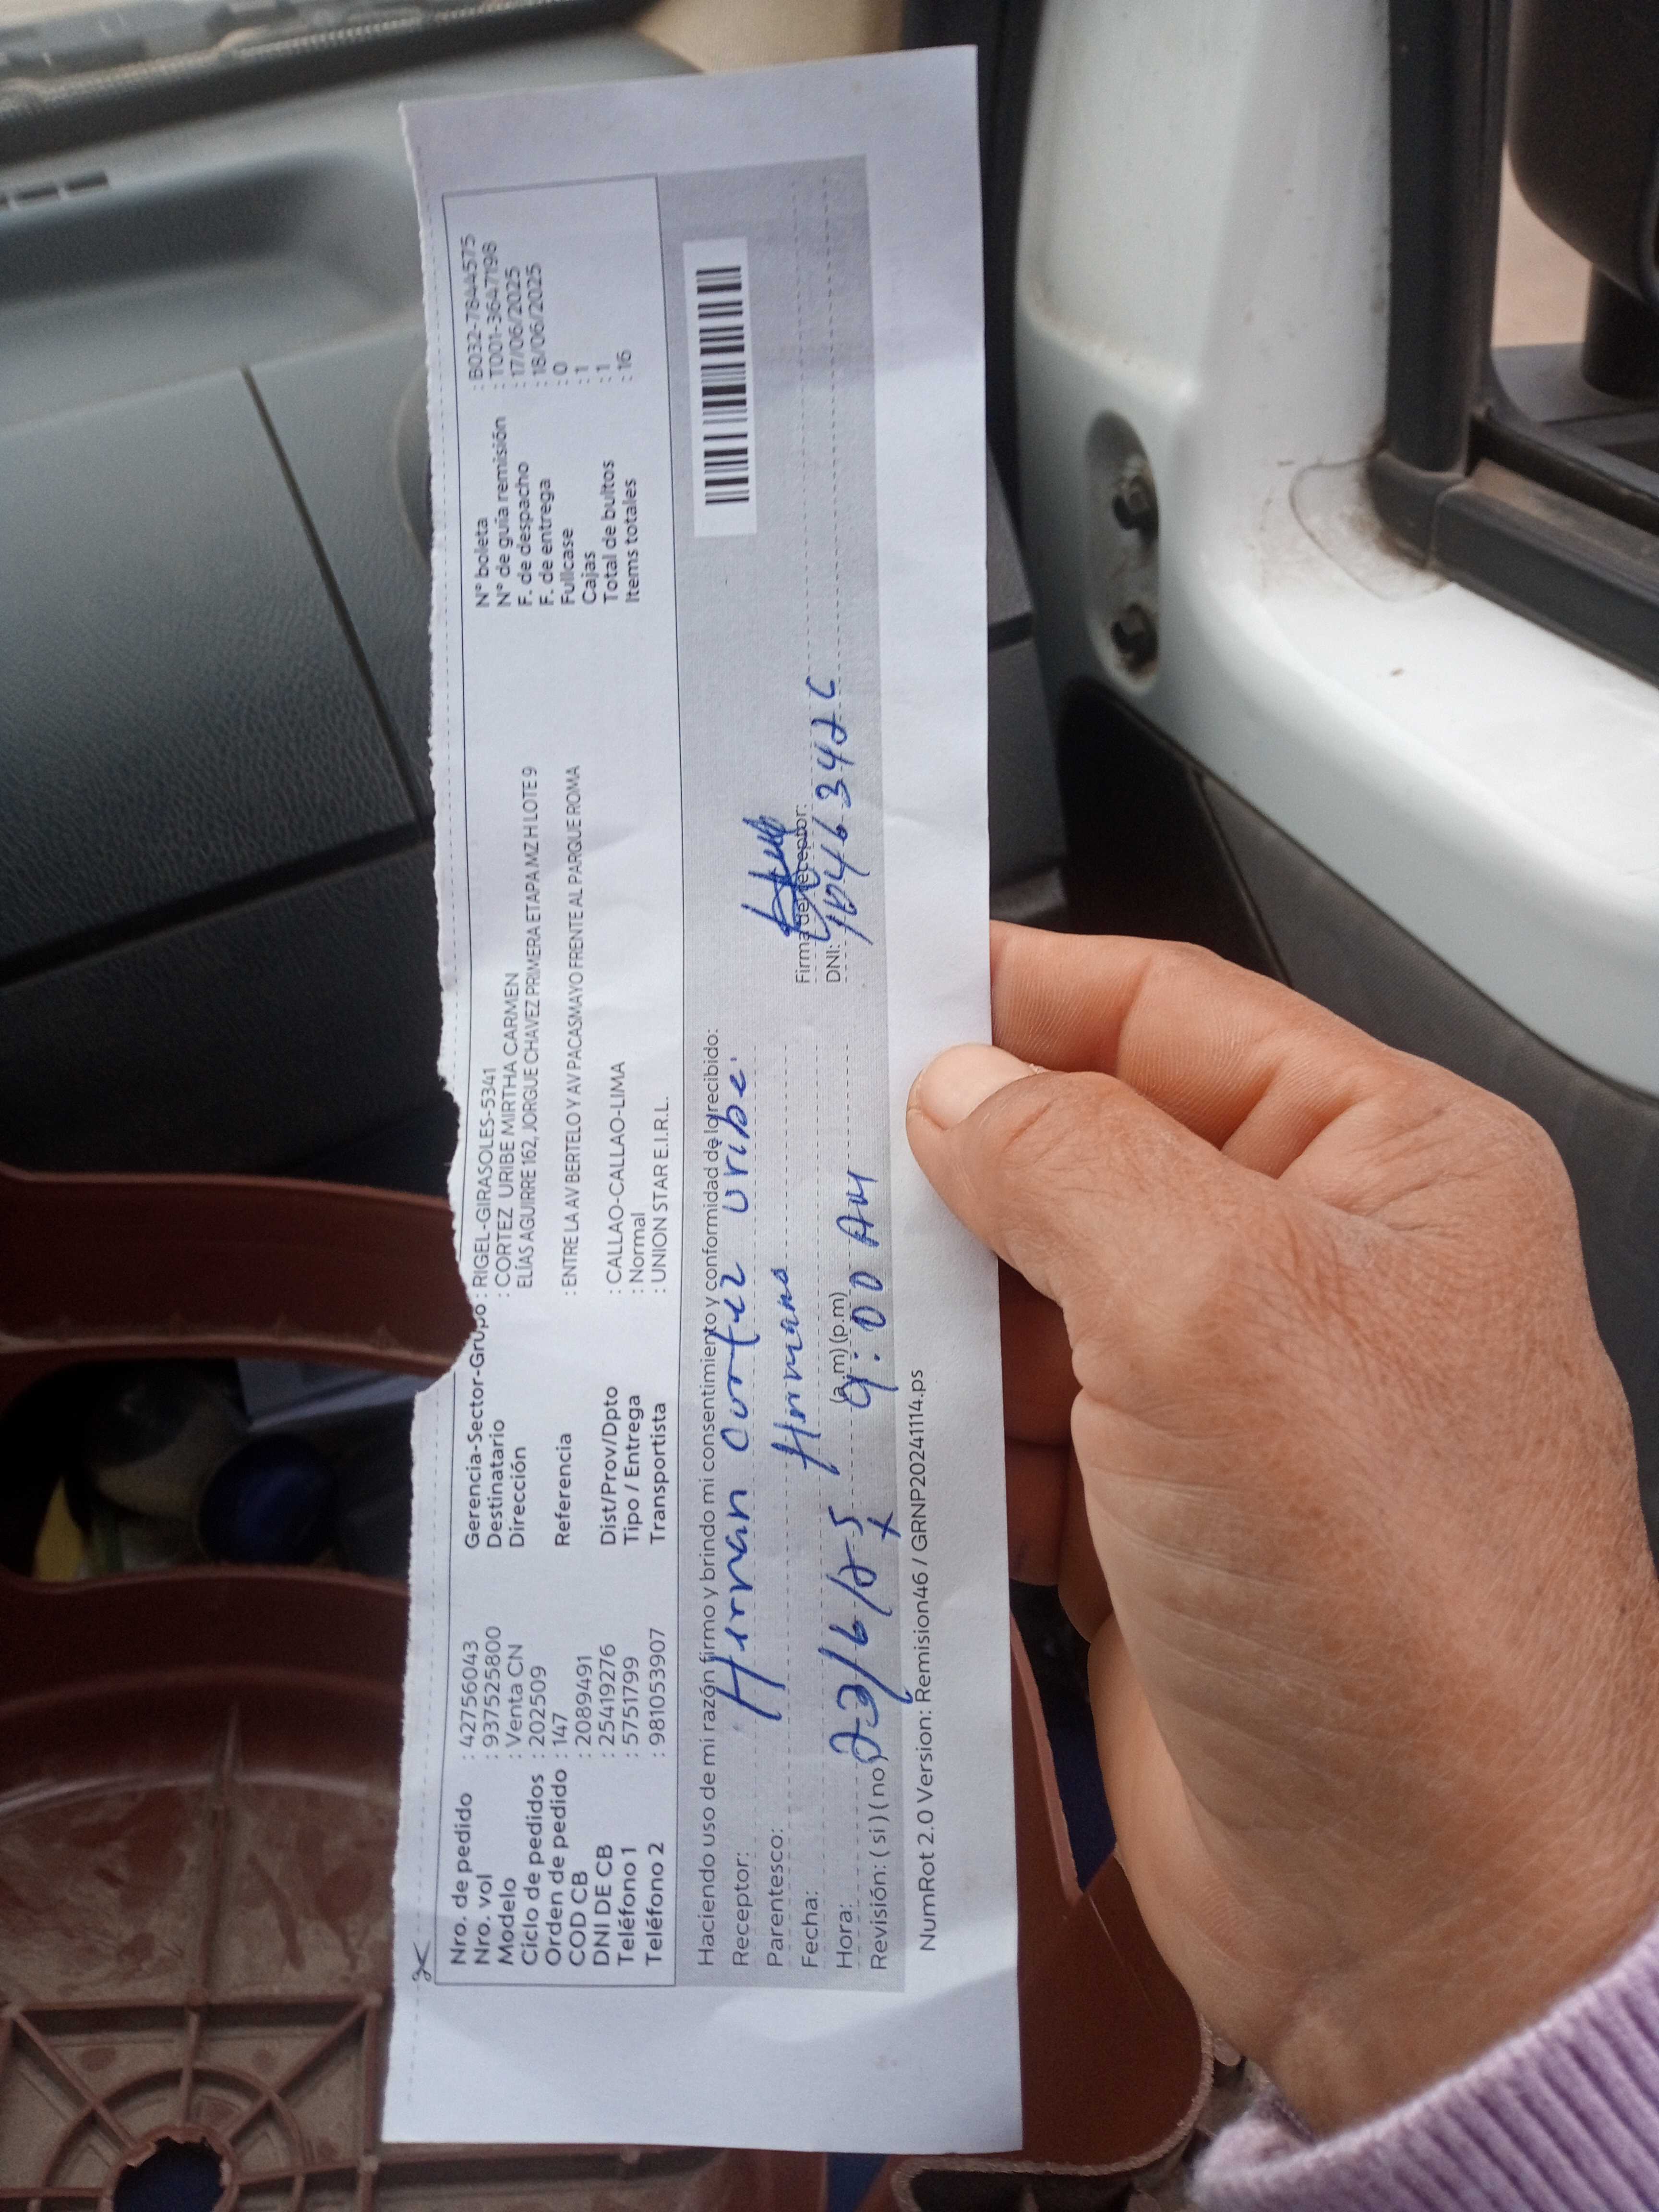 Nro. de pedido : 42756043
Nro. vol : 937525800
Modelo : Venta CN
Ciclo de pedidos : 202509
Orden de pedido : 147
COD CB : 2089491
DNI DE CB : 25419276
Teléfono 1 : 5751799
Teléfono 2 : 981053907
Gerencia-Sector-Grupo : RIGEL-GIRASOLES-5341
Destinatario : CORTEZ URIBE MIRTHA CARMEN
Dirección ELÍAS AGUIRRE 162, JORGUE CHAVEZ PRIMERA ETAPA MZ H LOTE 9
Referencia : ENTRE LA AV BERTELO Y AV PACASMAYO FRENTE AL PARQUE ROMA
Dist/Prov/Dpto : CALLAO-CALLAO-LIMA
Tipo / Entrega : Normal
Transportista : UNION STAR E.I.R.L.
N° boleta : B032-7844575
N° de guía remisión : T001-3647198
F. de despacho : 17/06/2025
F. de entrega : 18/06/2025
Fullcase : 0
Cajas : 1
Total de bultos : 1
Items totales : 16
Haciendo uso de mi razón firmo y brindo mi consentimiento y conformidad de lo recibido:
Receptor: Hernan Cortez Uribe.
Parentesco: Hermano
Fecha: 23/6/25
Hora: (a.m) (p.m) 9:00 AM
Revisión: ( si ) ( no )
Firma de receptor:
DNI:
NumRot 2.0 Version: Remision46 / GRNP20241114.ps